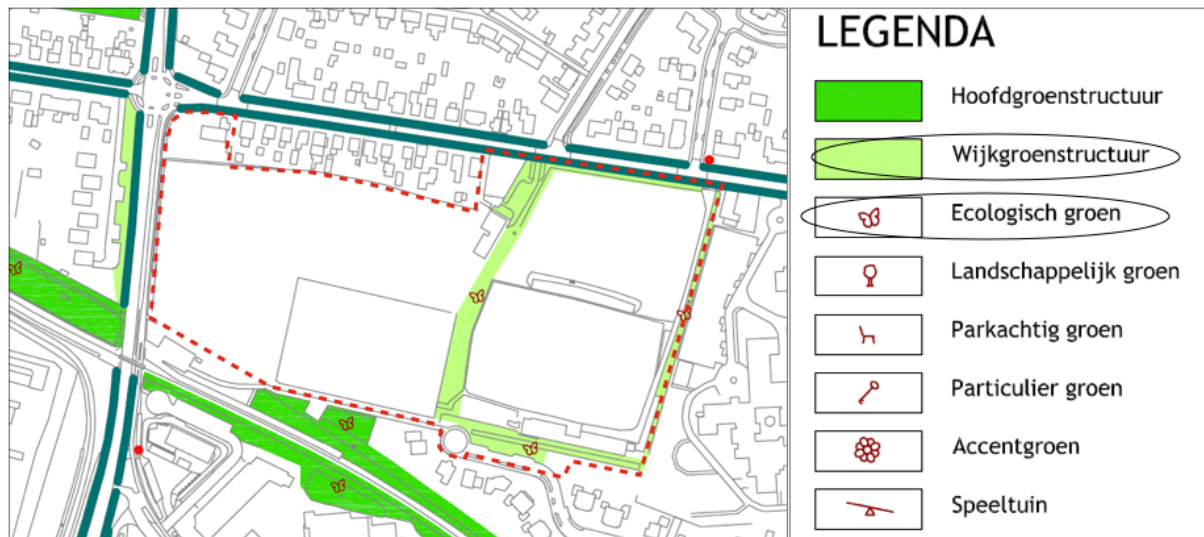 LEGENDA
Hoofdgroenstructuur
Wijkgroenstructuur
Ecologisch groen
Landschappelijk groen
Parkachtig groen
Particulier groen
Accentgroen
Speeltuin